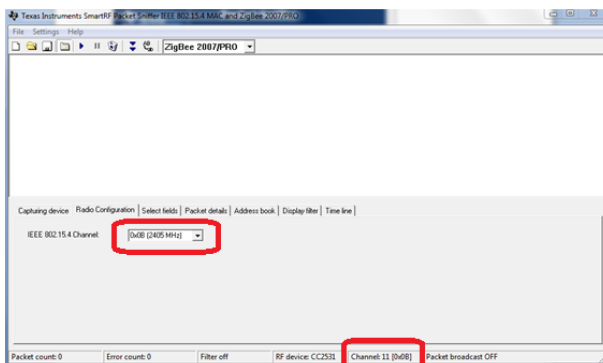 Texas Instruments SmartRF Packet Sniffer IEEE 802.15.4 MAC and ZigBee 2007/PRO
File Settings Help
ZigBee 2007/PRO
Capturing device Radio Configuration Select fields Packet details Address book Display filter Time line
IEEE 802.15.4 Channel: 0x0B (2405 MHz)
Packet count: 0 Error count: 0 Filter off RF device: CC2531 Channel: 11 [0x0B] Packet broadcast OFF